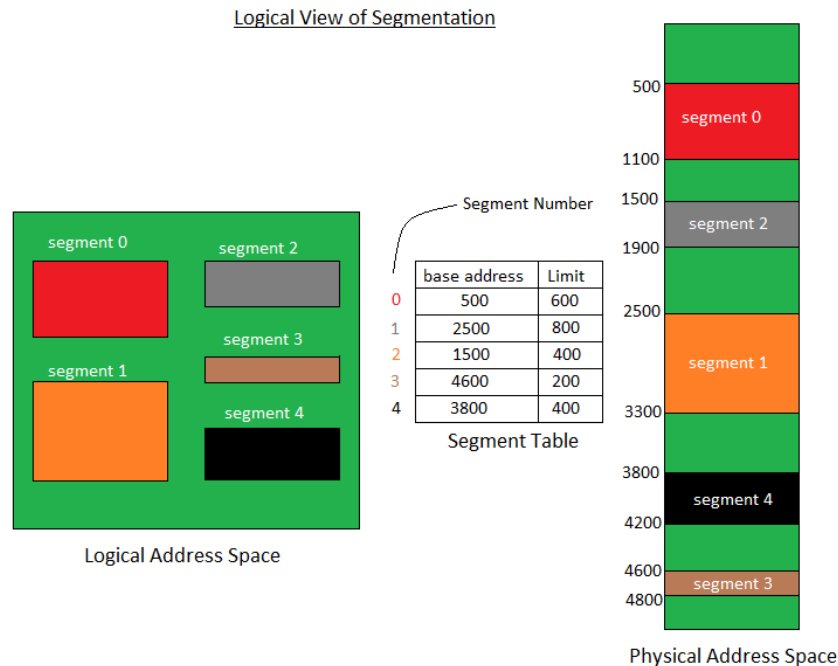 Logical View of Segmentation
segment 0
segment 2
segment 3
segment 1
segment 4
Logical Address Space
Segment Number
base address Limit
0 500 600
1 2500 800
2 1500 400
3 4600 200
4 3800 400
Segment Table
500
segment 0
1100
1500
segment 2
1900
2500
segment 1
3300
3800
segment 4
4200
4600
segment 3
4800
Physical Address Space